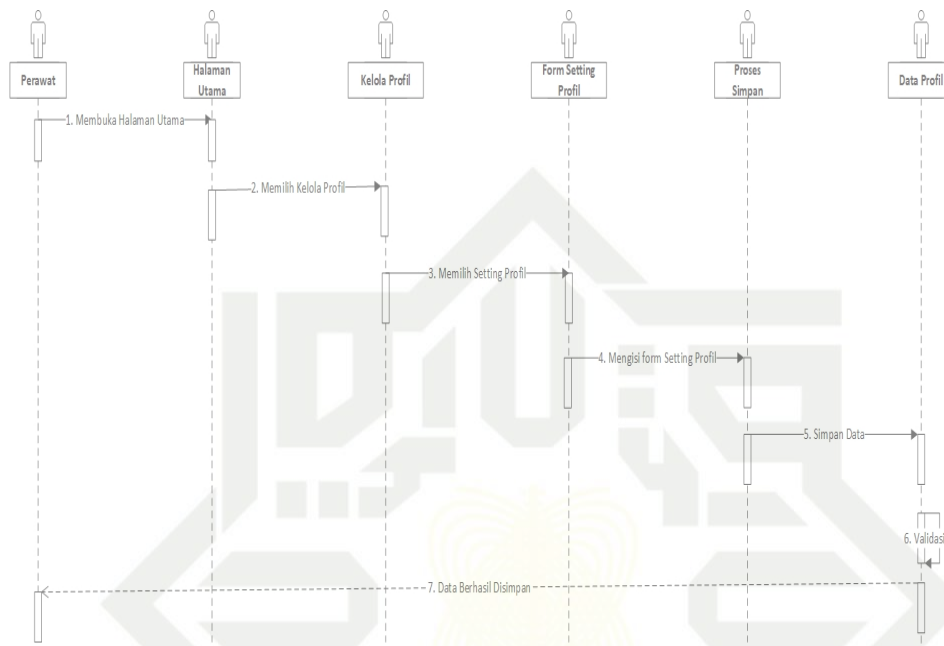 Perawat
Halaman
Utama
Kelola Profil
Form Setting
Profil
Proses
Simpan
Data Profil
1. Membuka Halaman Utama
2. Memilih Kelola Profil
3. Memilih Setting Profil
4. Mengisi form Setting Profil
5. Simpan Data
6. Validasi
7. Data Berhasil Disimpan